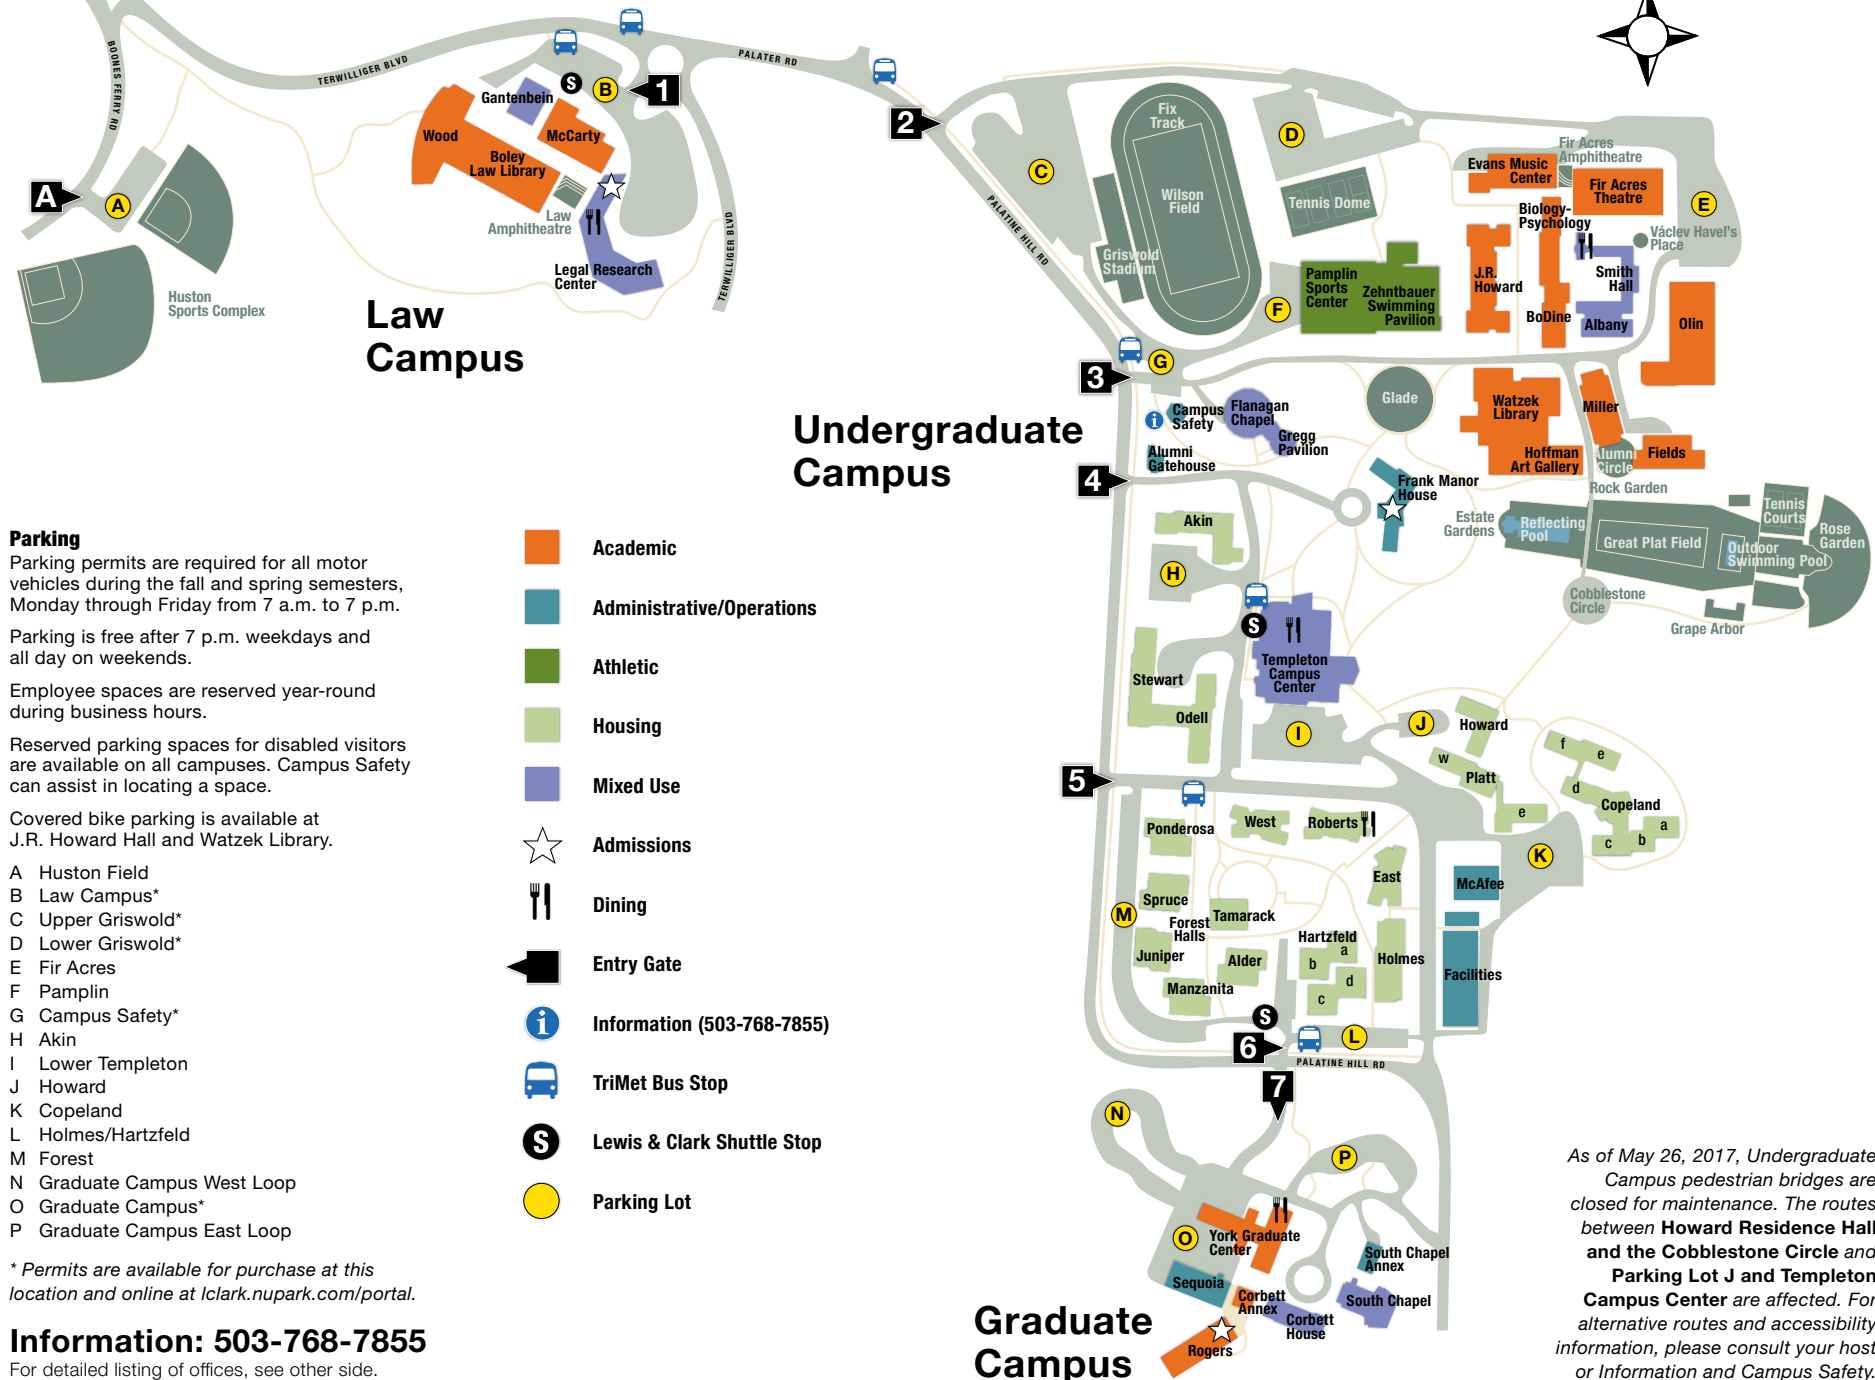 BOONES FERRY RD
TERWILLIGER BLVD
PALATER RD
TERWILLIGER BLVD
PALATINE HILL RD
A
A
Huston
Sports Complex
Law
Campus
Gantenbein
S
B
1
Wood
McCarty
Boley
Law Library
Law
Amphitheatre
Legal Research
Center
2
C
D
Fix
Track
Wilson
Field
Griswold
Stadium
Tennis Dome
Evans Music
Center
Fir Acres
Amphitheatre
Fir Acres
Theatre
E
Biology-
Psychology
Václev Havel's
Place
J.R.
Howard
Smith
Hall
BoDine
Albany
Olin
F
Pamplin
Sports
Center
Zehntbauer
Swimming
Pavilion
G
3
Undergraduate
Campus
i
Campus
Safety
Flanagan
Chapel
Gregg
Pavilion
Alumni
Gatehouse
Glade
Watzek
Library
Miller
Hoffman
Art Gallery
Alumni
Circle
Fields
Rock Garden
4
Frank Manor
House
Estate
Gardens
Reflecting
Pool
Great Plat Field
Tennis
Courts
Rose
Garden
Outdoor
Swimming Pool
Cobblestone
Circle
Grape Arbor
Akin
H
S
Templeton
Campus
Center
Stewart
Odell
I
J
Howard
w
Platt
e
f
e
d
Copeland
a
b
c
K
5
Ponderosa
West
Roberts
East
McAfee
M
Spruce
Forest
Halls
Tamarack
Juniper
Alder
Manzanita
Hartzfeld
a
b
d
c
Holmes
Facilities
S
6
L
PALATINE HILL RD
7
N
P
O
York Graduate
Center
South Chapel
Annex
Sequoia
Corbett
Annex
Corbett
House
South Chapel
Rogers
Graduate
Campus
Parking
Parking permits are required for all motor
vehicles during the fall and spring semesters,
Monday through Friday from 7 a.m. to 7 p.m.
Parking is free after 7 p.m. weekdays and
all day on weekends.
Employee spaces are reserved year-round
during business hours.
Reserved parking spaces for disabled visitors
are available on all campuses. Campus Safety
can assist in locating a space.
Covered bike parking is available at
J.R. Howard Hall and Watzek Library.
A Huston Field
B Law Campus*
C Upper Griswold*
D Lower Griswold*
E Fir Acres
F Pamplin
G Campus Safety*
H Akin
I Lower Templeton
J Howard
K Copeland
L Holmes/Hartzfeld
M Forest
N Graduate Campus West Loop
O Graduate Campus*
P Graduate Campus East Loop
* Permits are available for purchase at this
location and online at lclark.nupark.com/portal.
Information: 503-768-7855
For detailed listing of offices, see other side.
Academic
Administrative/Operations
Athletic
Housing
Mixed Use
Admissions
Dining
Entry Gate
i Information (503-768-7855)
TriMet Bus Stop
S Lewis & Clark Shuttle Stop
Parking Lot
As of May 26, 2017, Undergraduate
Campus pedestrian bridges are
closed for maintenance. The routes
between Howard Residence Hall
and the Cobblestone Circle and
Parking Lot J and Templeton
Campus Center are affected. For
alternative routes and accessibility
information, please consult your host
or Information and Campus Safety.